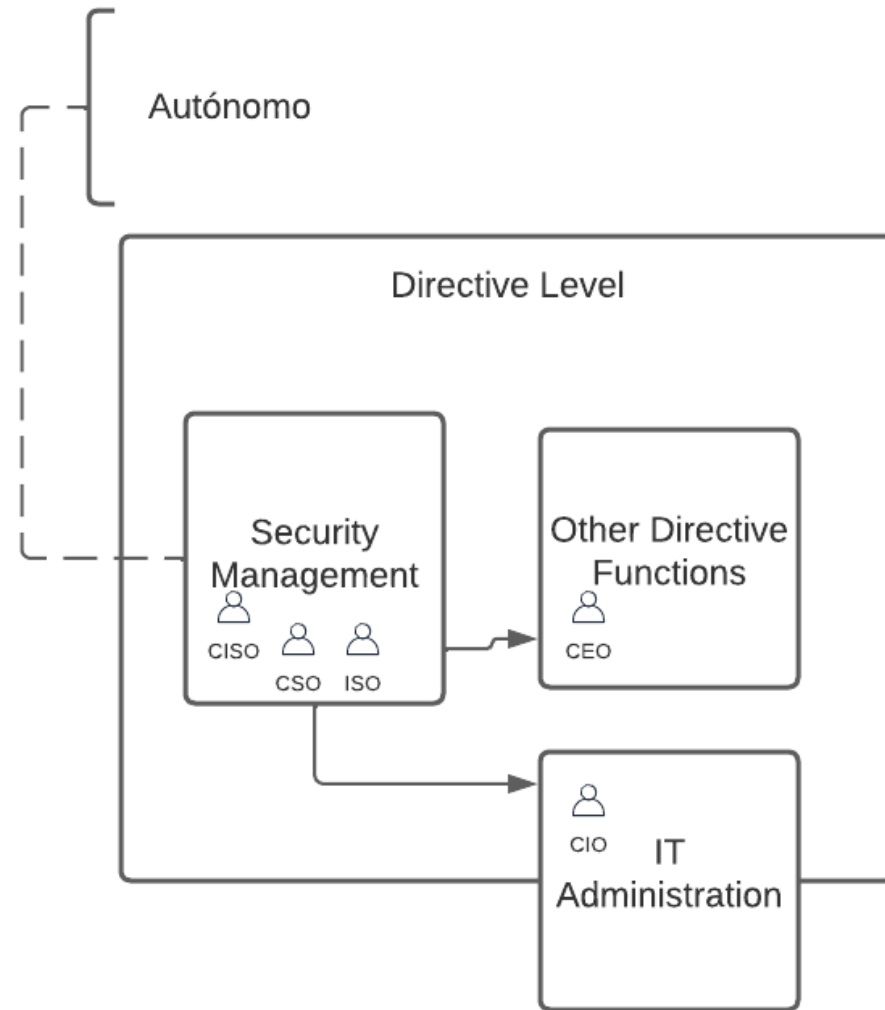 Autónomo
Directive Level
Security
Management
CISO
CSO
ISO
Other Directive
Functions
CEO
CIO
IT
Administration